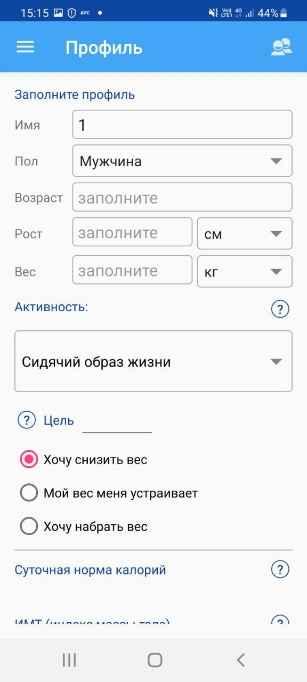 15:15 KFC 44%
Профиль
Заполните профиль
Имя 1
Пол Мужчина
Возраст заполните
Рост заполните см
Вес заполните кг
Активность: ?
Сидячий образ жизни
? Цель
Хочу снизить вес
Мой вес меня устраивает
Хочу набрать вес
Суточная норма калорий ?
ИМТ (индекс массы тела) ?